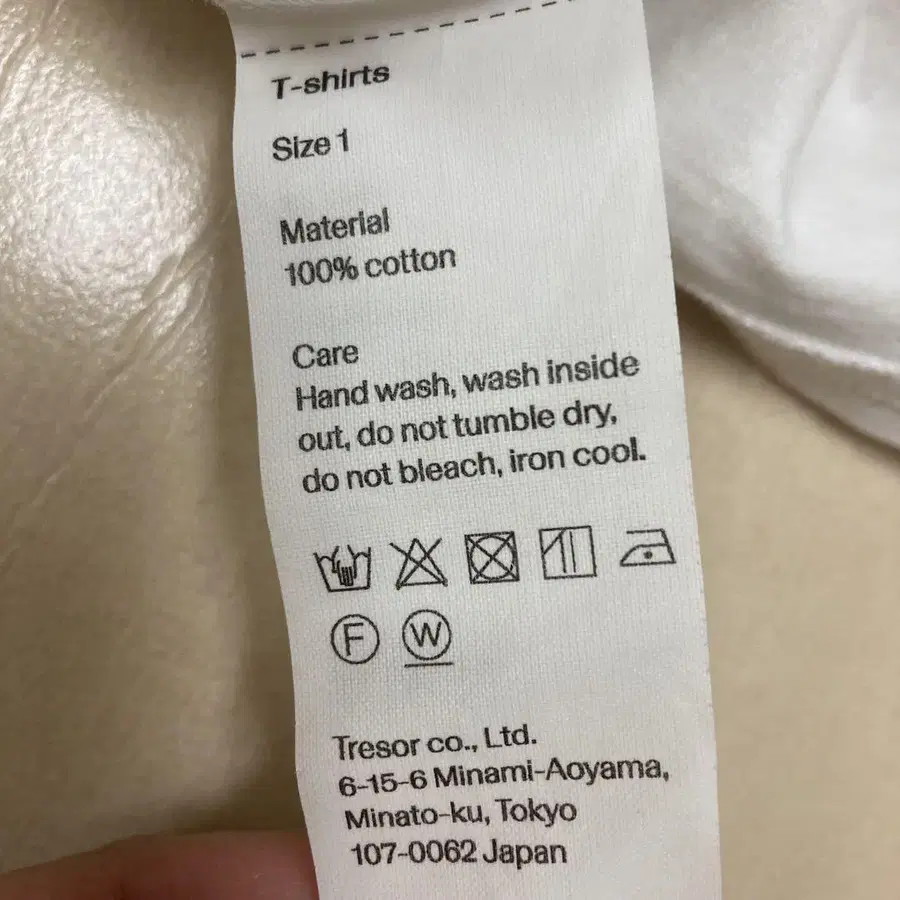 T-shirts
Size 1
Material
100% cotton
Care
Hand wash, wash inside
out, do not tumble dry,
do not bleach, iron cool.
F W
Tresor co., Ltd.
6-15-6 Minami-Aoyama,
Minato-ku, Tokyo
107-0062 Japan